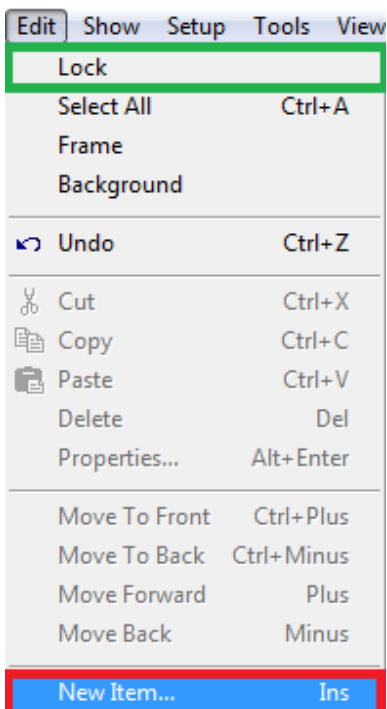 Edit Show Setup Tools View
Lock
Select All Ctrl+A
Frame
Background
Undo Ctrl+Z
Cut Ctrl+X
Copy Ctrl+C
Paste Ctrl+V
Delete Del
Properties... Alt+Enter
Move To Front Ctrl+Plus
Move To Back Ctrl+Minus
Move Forward Plus
Move Back Minus
New Item... Ins